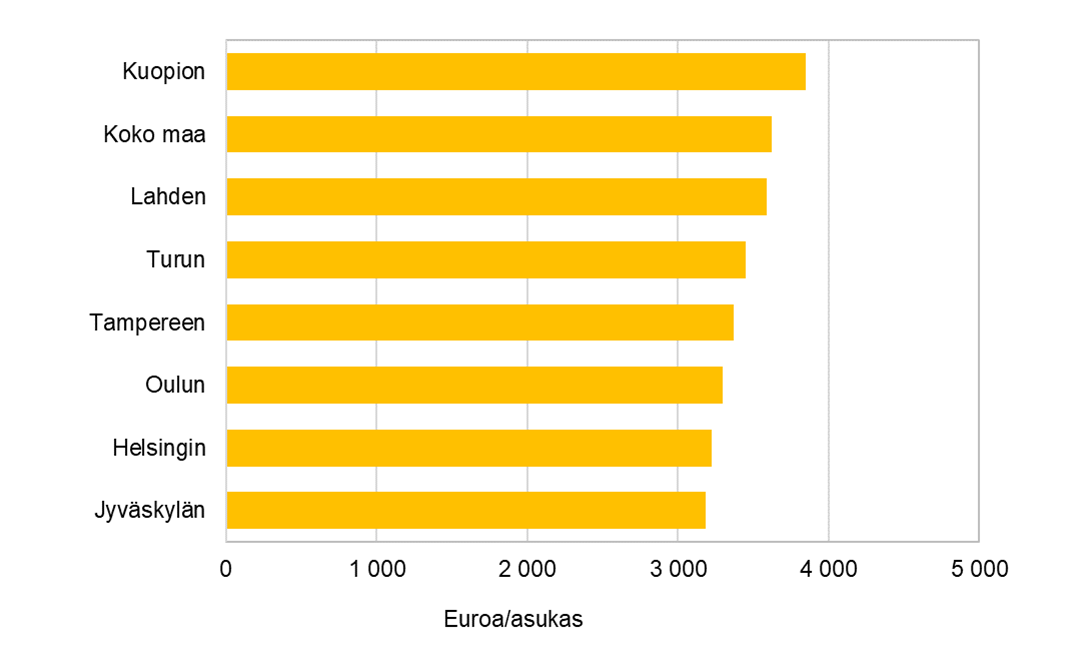 Kuopion
Koko maa
Lahden
Turun
Tampereen
Oulun
Helsingin
Jyväskylän
0 1 000 2 000 3 000 4 000 5 000
Euroa/asukas